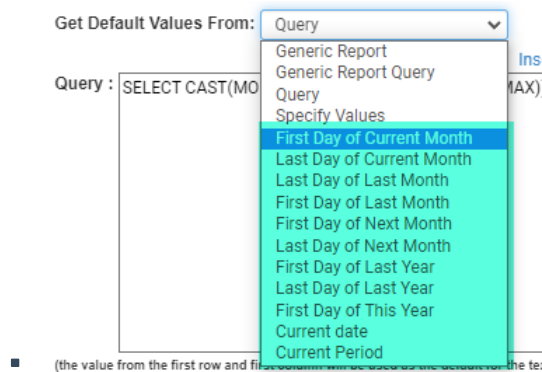 Get Default Values From: Query
Generic Report
Ins
Generic Report Query
Query : SELECT CAST(MO
Query
MAX)
Specify Values
First Day of Current Month
Last Day of Current Month
Last Day of Last Month
First Day of Last Month
First Day of Next Month
Last Day of Next Month
First Day of Last Year
Last Day of Last Year
First Day of This Year
Current date
Current Period
(the value from the first row and first column will be used as the default for the te